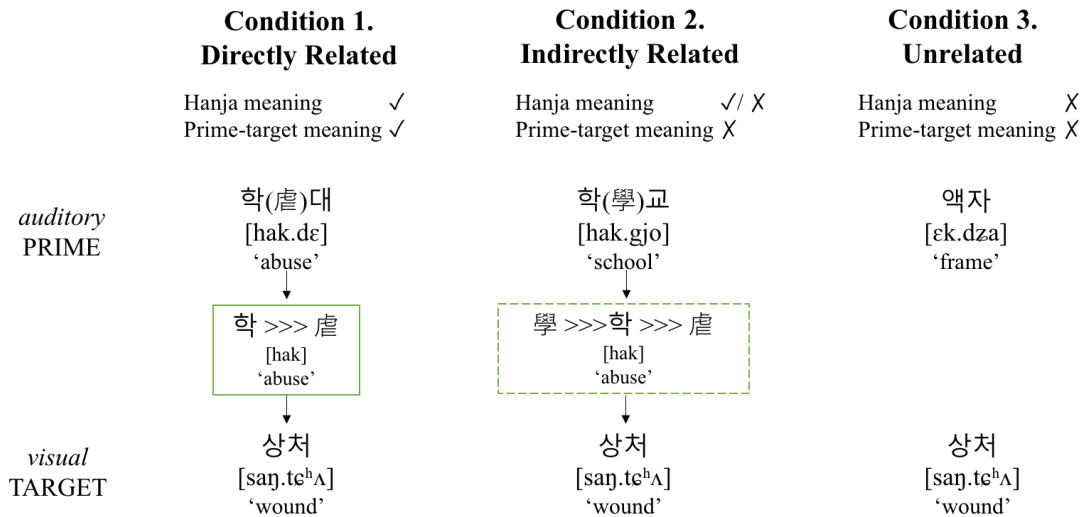 Condition 1.
Directly Related
Hanja meaning ✓
Prime-target meaning ✓
Condition 2.
Indirectly Related
Hanja meaning ✓/ ✗
Prime-target meaning ✗
Condition 3.
Unrelated
Hanja meaning ✗
Prime-target meaning ✗
auditory
PRIME
학(虐)대
[hak.dɛ]
‘abuse’
학(學)교
[hak.gjo]
‘school’
액자
[ɛk.dʑa]
‘frame’
학 >>> 虐
[hak]
‘abuse’
學 >>>학 >>> 虐
[hak]
‘abuse’
visual
TARGET
상처
[saŋ.tɕʰʌ]
‘wound’
상처
[saŋ.tɕʰʌ]
‘wound’
상처
[saŋ.tɕʰʌ]
‘wound’